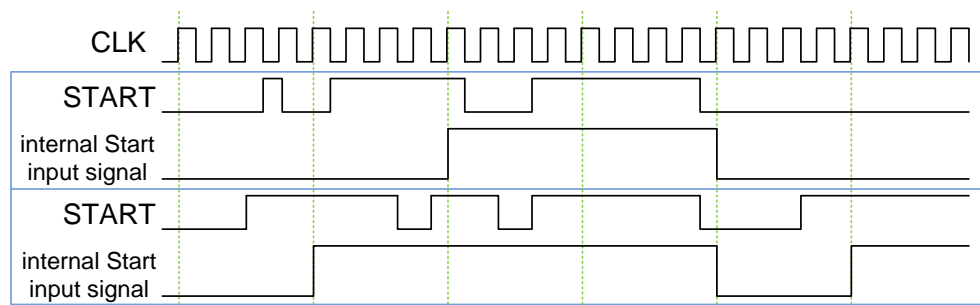 CLK
START
internal Start
input signal
START
internal Start
input signal